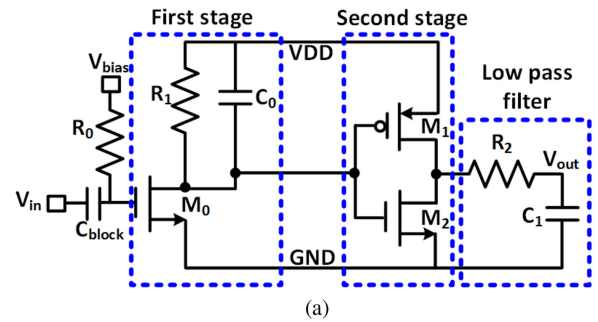 First stage
Second stage
VDD
Low pass
filter
Vbias
R0
R1
C0
M1
R2
Vout
Vin
Cblock
M0
M2
C1
GND
(a)